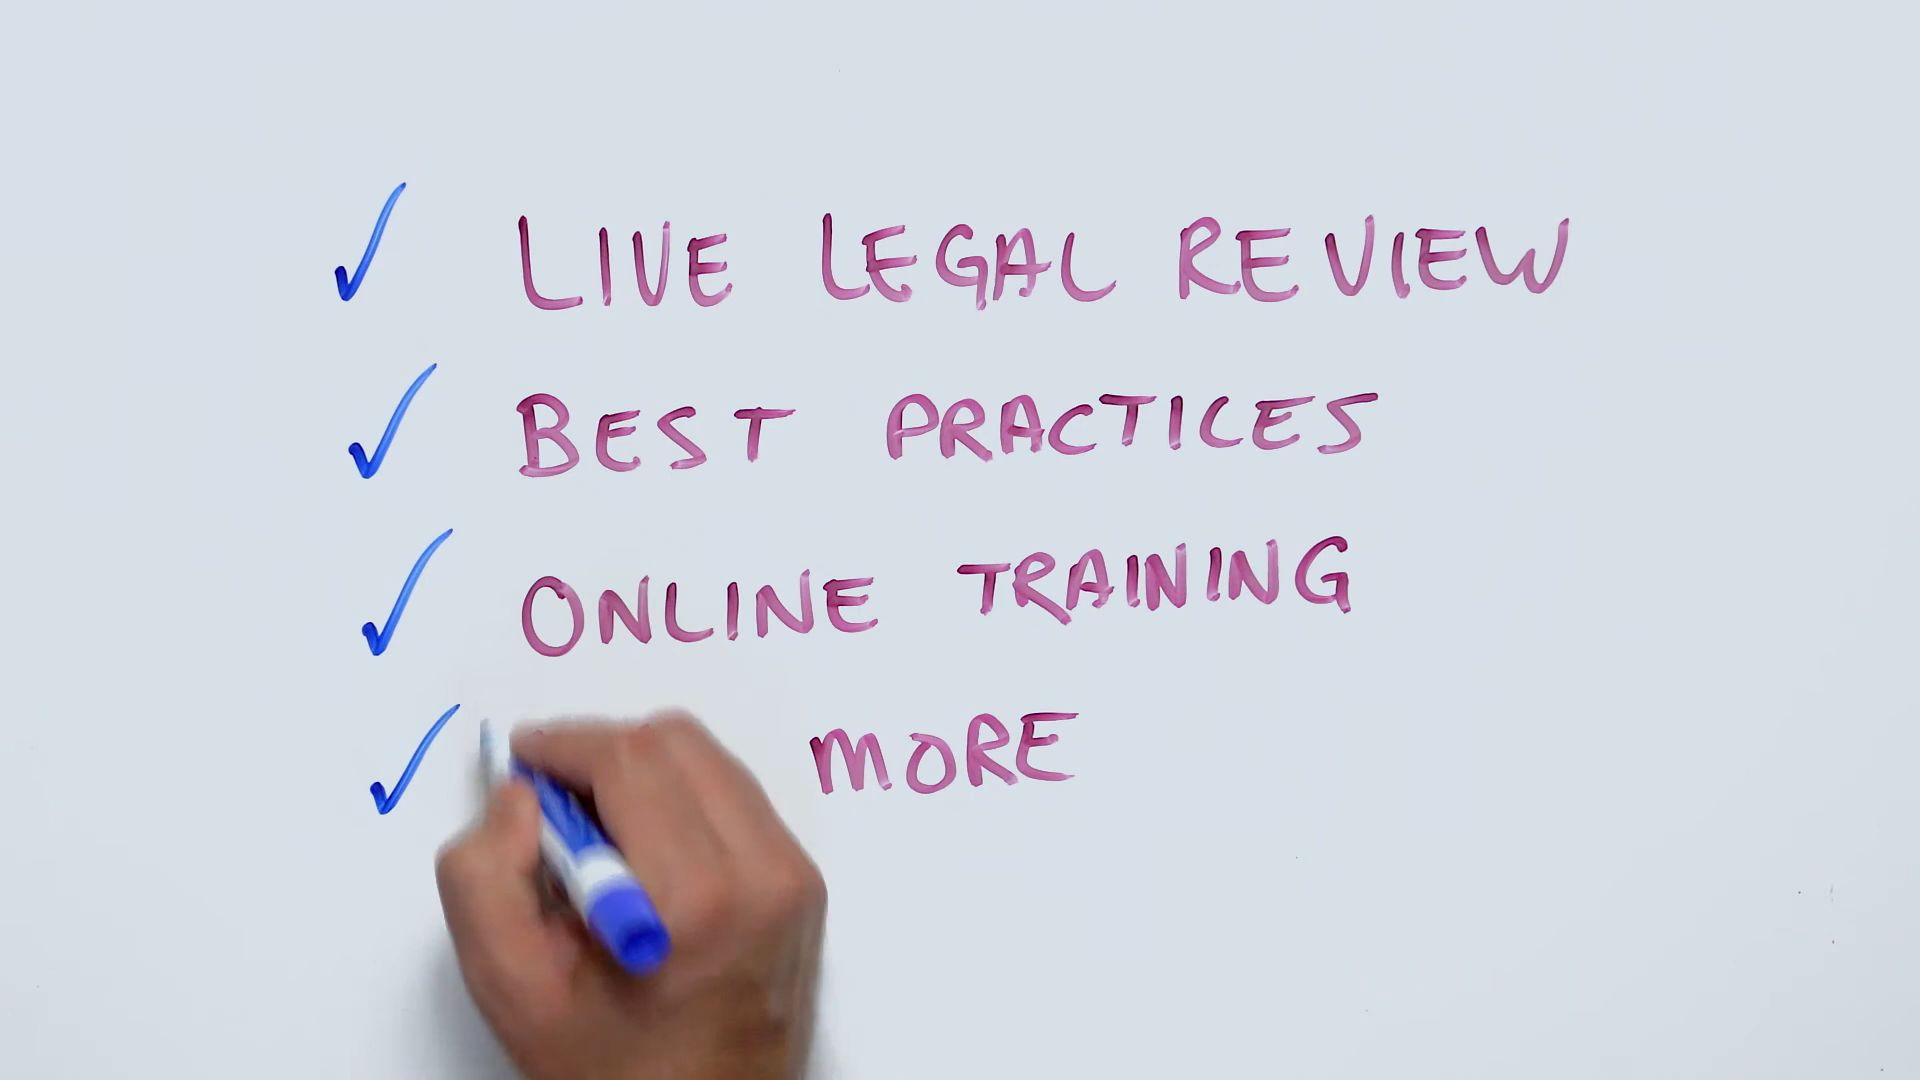 LIVE LEGAL REVIEW
BEST PRACTICES
ONLINE TRAINING
MORE